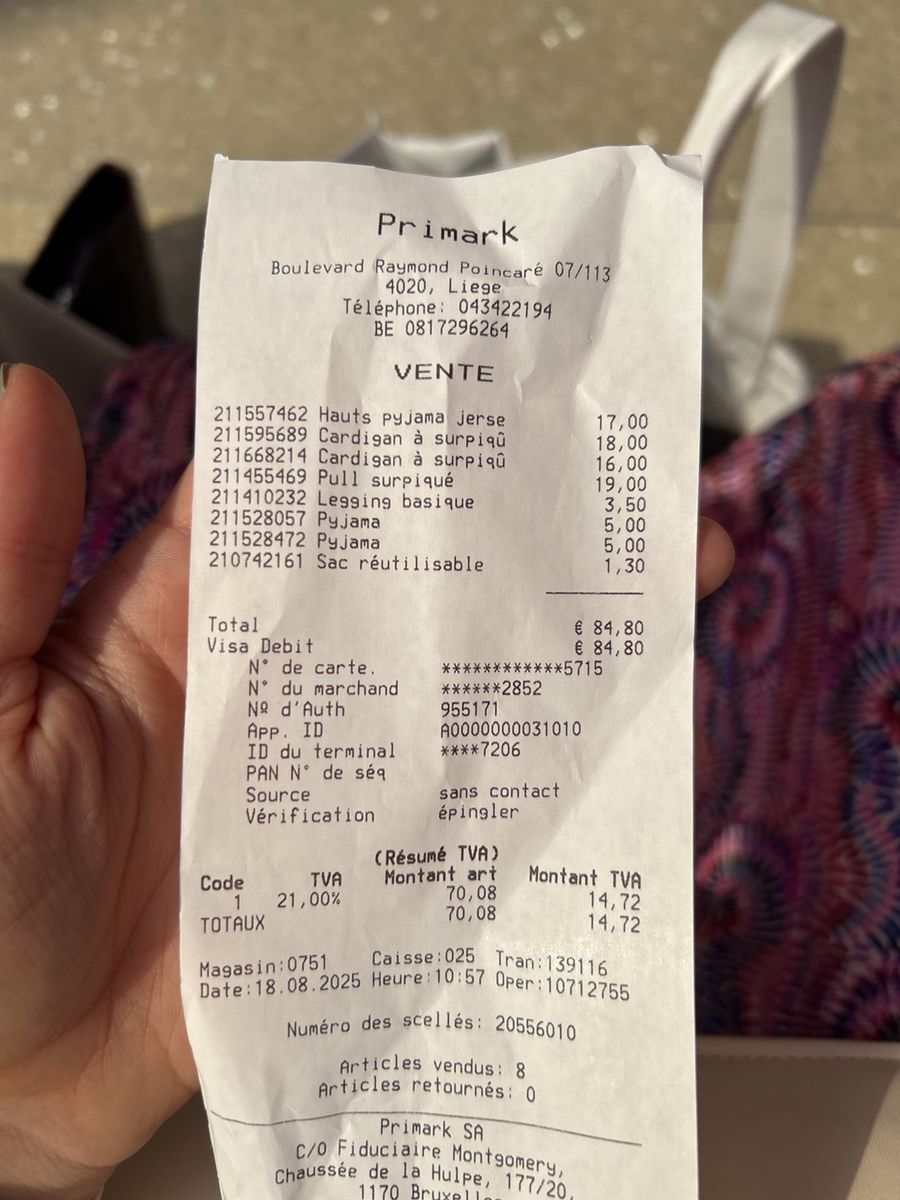 Primark
Boulevard Raymond Poincaré 07/113
4020, Liege
Téléphone: 043422194
BE 0817296264
VENTE
211557462 Hauts pyjama jerse 17,00
211595689 Cardigan à surpiqû 18,00
211668214 Cardigan à surpiqû 16,00
211455469 Pull surpiqué 19,00
211410232 Legging basique 3,50
211528057 Pyjama 5,00
211528472 Pyjama 5,00
210742161 Sac réutilisable 1,30
Total € 84,80
Visa Debit € 84,80
N° de carte. ************5715
N° du marchand ******2852
Nº d'Auth 955171
App. ID A0000000031010
ID du terminal ****7206
PAN N° de séq
Source sans contact
Vérification épingler
(Résumé TVA)
Code TVA Montant art Montant TVA
1 21,00% 70,08 14,72
TOTAUX 70,08 14,72
Magasin:0751 Caisse:025 Tran:139116
Date:18.08.2025 Heure:10:57 Oper:10712755
Numéro des scellés: 20556010
Articles vendus: 8
Articles retournés: 0
Primark SA
C/O Fiduciaire Montgomery,
Chaussée de la Hulpe, 177/20,
1170